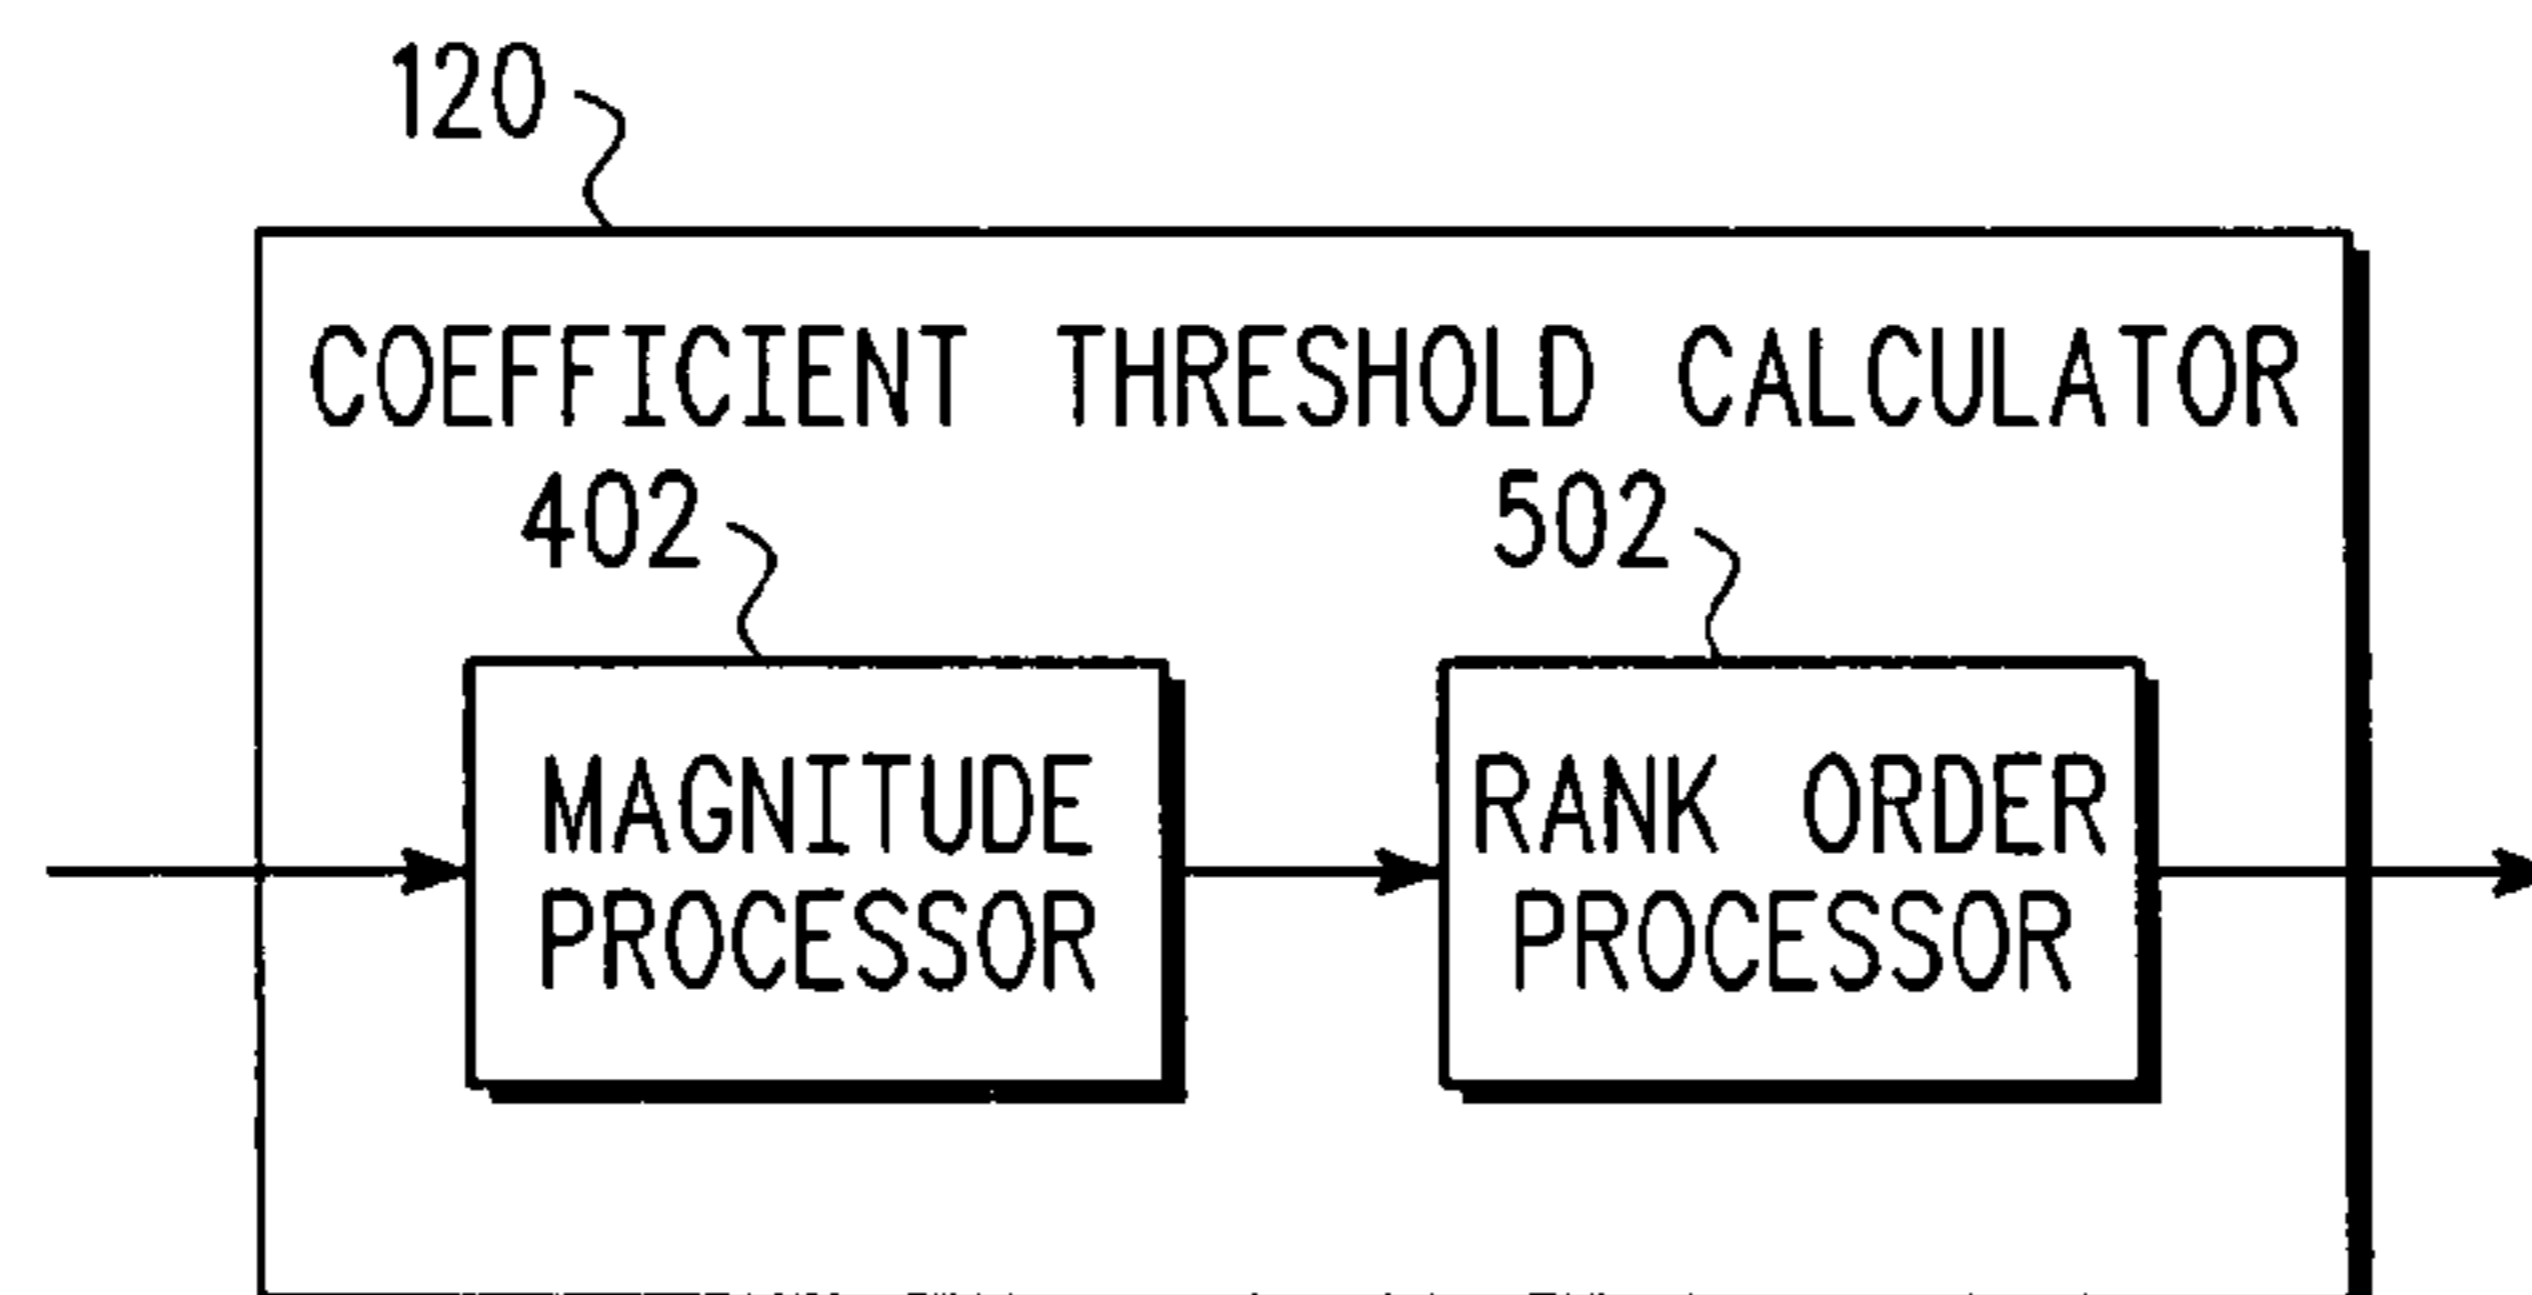 120
COEFFICIENT THRESHOLD CALCULATOR
402
502
MAGNITUDE
PROCESSOR
RANK ORDER
PROCESSOR